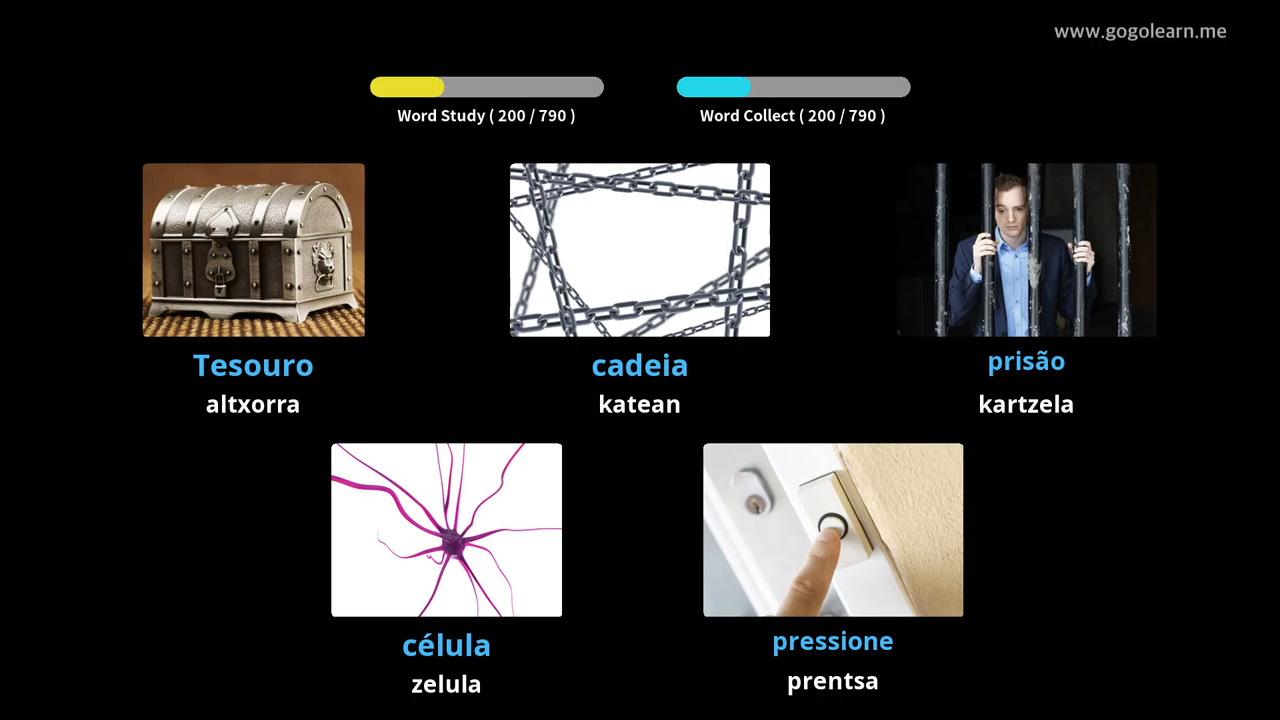 www.gogolearn.me
Word Study ( 200 / 790 )
Word Collect ( 200 / 790 )
Tesouro
altxorra
cadeia
katean
prisão
kartzela
célula
zelula
pressione
prentsa